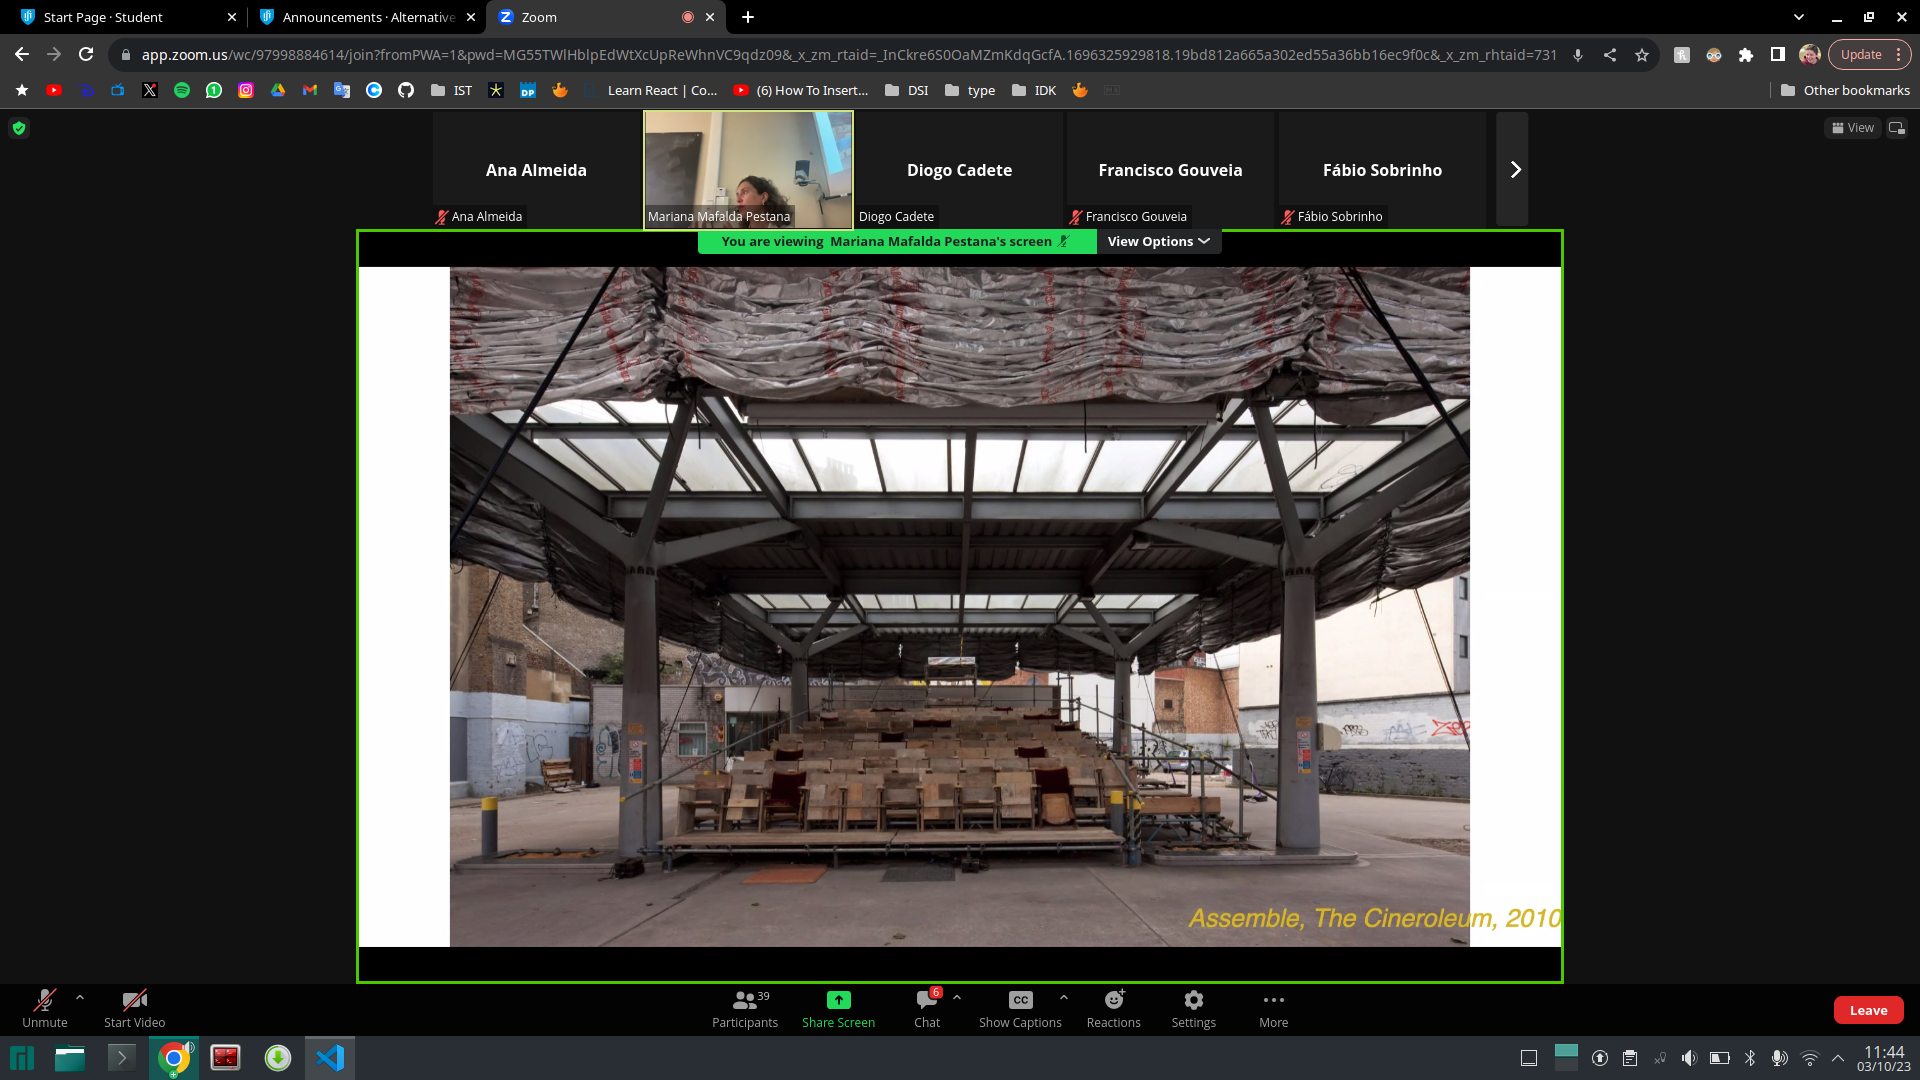 Start Page · Student
Announcements · Alternative
Zoom
app.zoom.us/wc/97998884614/join?fromPWA=1&pwd=MG55TWlHblpEdWtXcUpReWhnVC9qdz09&_x_zm_rtaid=_InCkre6S0OaMZmKdqGcfA.1696325929818.19bd812a665a302ed55a36bb16ec9f0c&_x_zm_rhtaid=731
Update
IST
DP
Learn React | Co...
(6) How To Insert...
DSI
type
IDK
Other bookmarks
View
Ana Almeida
Diogo Cadete
Francisco Gouveia
Fábio Sobrinho
Ana Almeida
Mariana Mafalda Pestana
Diogo Cadete
Francisco Gouveia
Fábio Sobrinho
You are viewing Mariana Mafalda Pestana's screen
View Options
Assemble, The Cineroleum, 2010
Unmute
Start Video
39
Participants
Share Screen
6
Chat
CC
Show Captions
Reactions
Settings
More
Leave
11:44
03/10/23